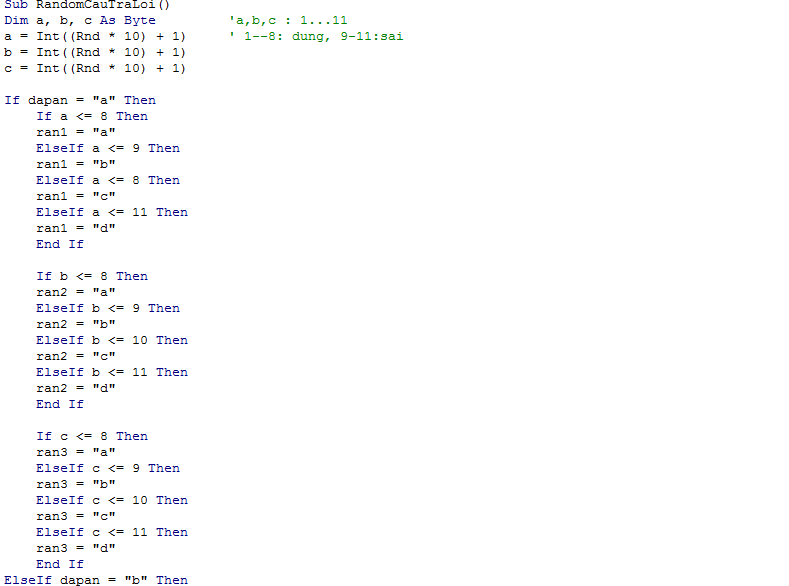 Sub RandomCauTraLoi()
Dim a, b, c As Byte 'a,b,c : 1...11
a = Int((Rnd * 10) + 1) ' 1--8: dung, 9-11:sai
b = Int((Rnd * 10) + 1)
c = Int((Rnd * 10) + 1)
If dapan = "a" Then
If a <= 8 Then
ran1 = "a"
ElseIf a <= 9 Then
ran1 = "b"
ElseIf a <= 8 Then
ran1 = "c"
ElseIf a <= 11 Then
ran1 = "d"
End If
If b <= 8 Then
ran2 = "a"
ElseIf b <= 9 Then
ran2 = "b"
ElseIf b <= 10 Then
ran2 = "c"
ElseIf b <= 11 Then
ran2 = "d"
End If
If c <= 8 Then
ran3 = "a"
ElseIf c <= 9 Then
ran3 = "b"
ElseIf c <= 10 Then
ran3 = "c"
ElseIf c <= 11 Then
ran3 = "d"
End If
ElseIf dapan = "b" Then